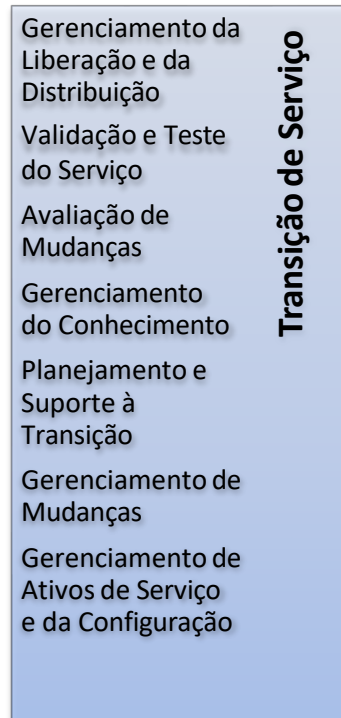 Gerenciamento da
Liberação e da
Distribuição
Validação e Teste
do Serviço
Avaliação de
Mudanças
Gerenciamento
do Conhecimento
Planejamento e
Suporte à
Transição
Gerenciamento de
Mudanças
Gerenciamento de
Ativos de Serviço
e da Configuração
Transição de Serviço